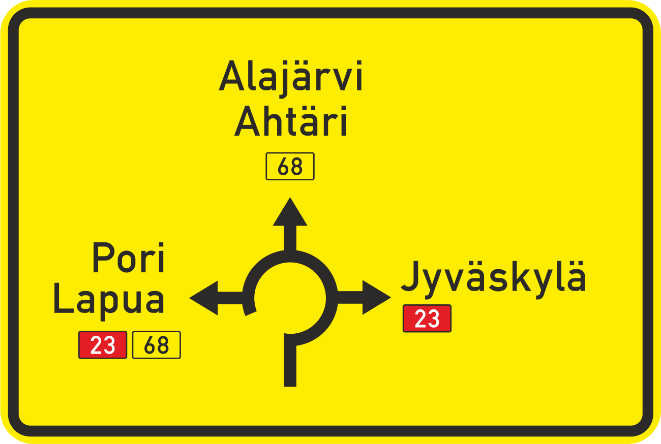 Alajärvi
Ahtäri
68
Pori
Lapua
23 68
Jyväskylä
23